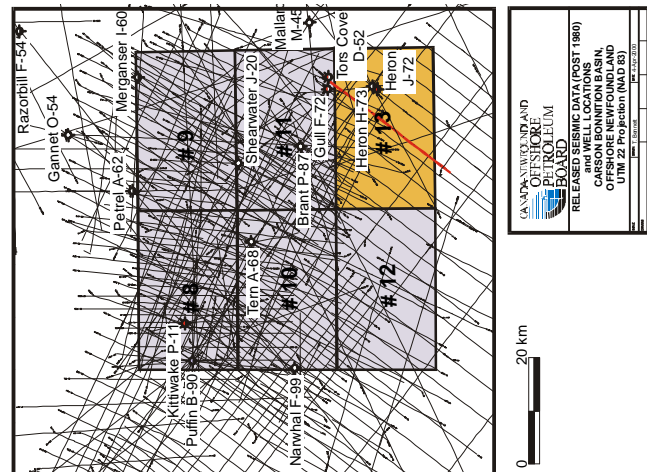 Razorbill F-54
Gannet O-54
Merganser I-60
Petrel A-62
Kittiwake P-11
Puffin B-90
# 9
# 8
Shearwater J-20
Tern A-68
Narwhal F-99
Mallar
M-45
# 11
Brant P-87
# 10
Tors Cove
D-52
Gull F-72
Heron
J-72
Heron H-73
# 13
# 12
20 km
0
CANADA-NEWFOUNDLAND
OFFSHORE
PETROLEUM
BOARD
RELEASED SEISMIC DATA (POST 1980)
and WELL LOCATIONS
CARSON BONNITION BASIN,
OFFSHORE NEWFOUNDLAND
UTM 22 Projection (NAD 83)